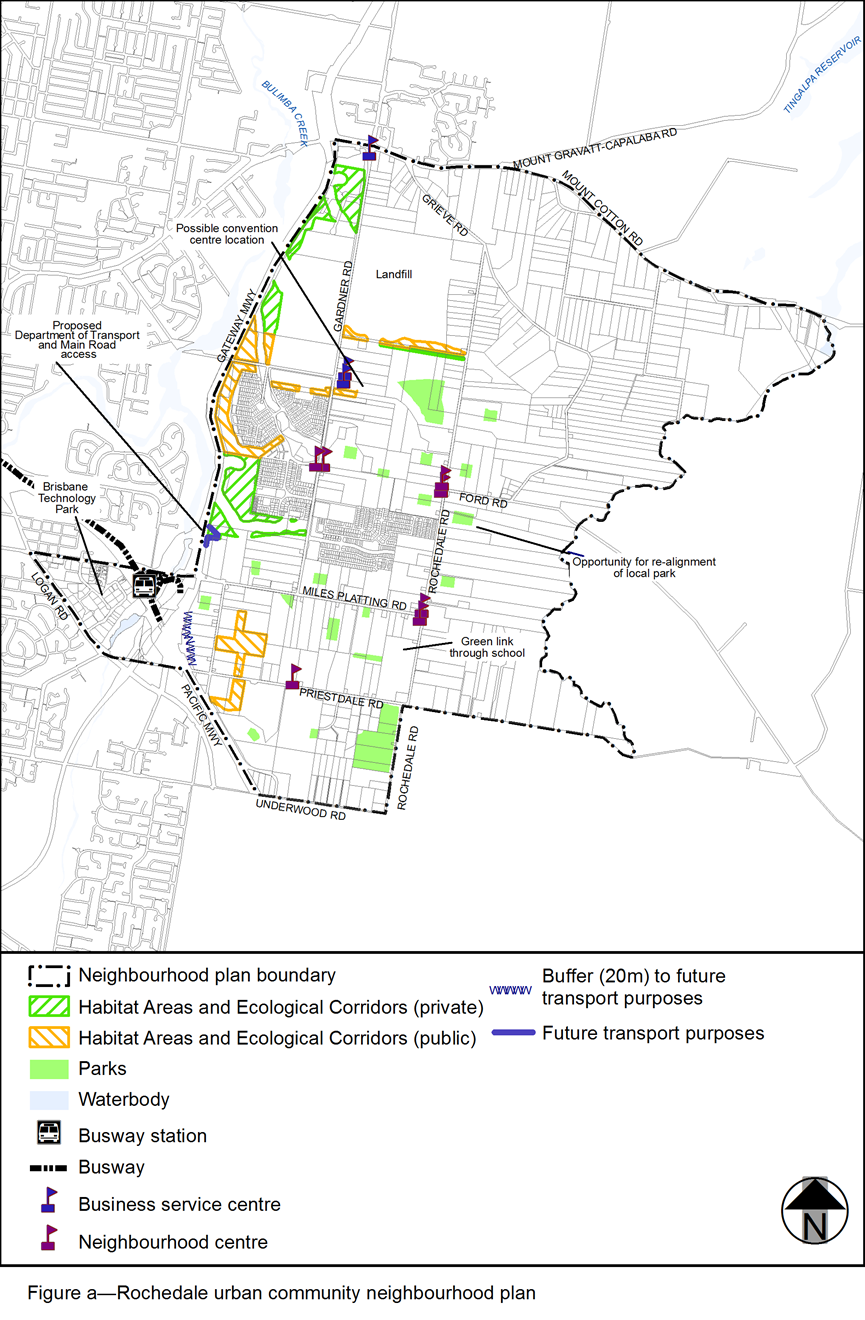 BULIMBA CREEK
TINGALPA RESERVOIR
MOUNT GRAVATT-CAPALABA RD
MOUNT COTTON RD
GRIEVE RD
Possible convention
centre location
Landfill
GARDNER RD
GATEWAY MWY
Proposed
Department of Transport
and Main Road
access
Brisbane
Technology
Park
FORD RD
ROCHEDALE RD
Opportunity for re-alignment
of local park
LOGAN RD
MILES PLATTING RD
Green link
through school
PACIFIC MWY
PRIESTDALE RD
ROCHEDALE RD
UNDERWOOD RD
Neighbourhood plan boundary
Habitat Areas and Ecological Corridors (private)
Habitat Areas and Ecological Corridors (public)
Parks
Waterbody
Busway station
Busway
Business service centre
Neighbourhood centre
Buffer (20m) to future
transport purposes
Future transport purposes
N
Figure a—Rochedale urban community neighbourhood plan